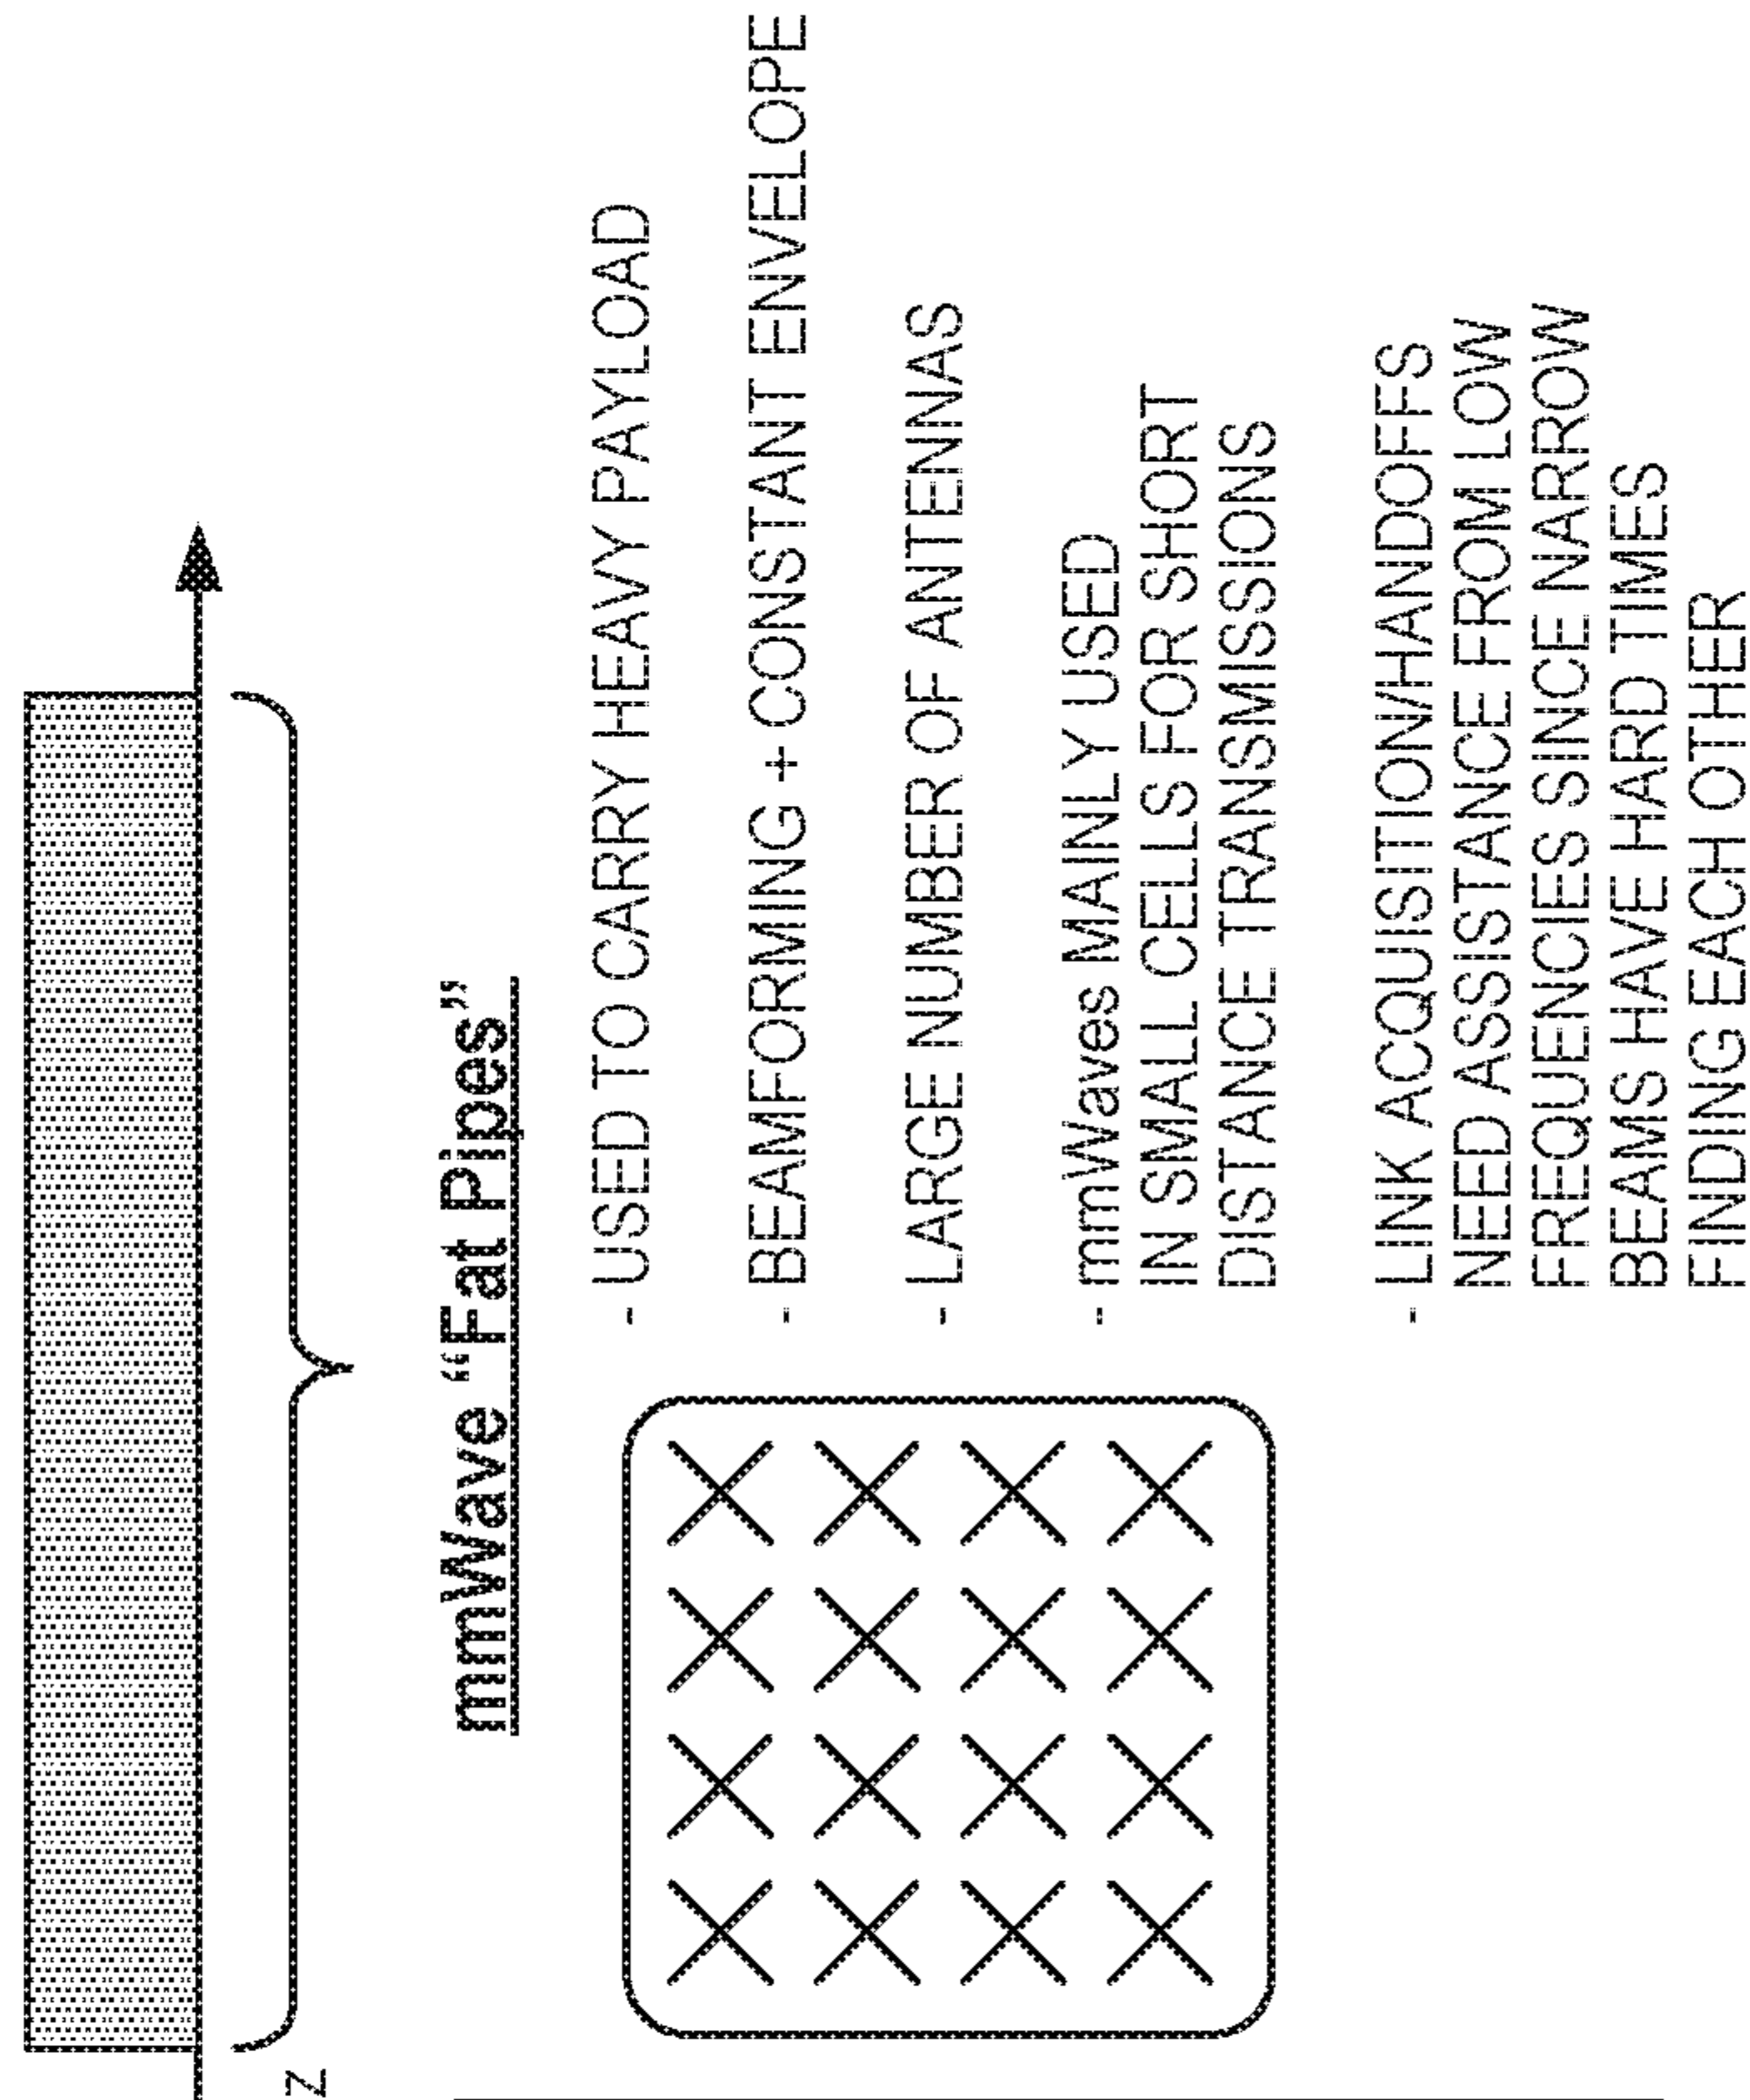 z
mmWave “Fat Pipes”
- USED TO CARRY HEAVY PAYLOAD
- BEAMFORMING + CONSTANT ENVELOPE
- LARGE NUMBER OF ANTENNAS
- mmWaves MAINLY USED
IN SMALL CELLS FOR SHORT
DISTANCE TRANSMISSIONS
- LINK ACQUISITION/HANDOFFS
NEED ASSISTANCE FROM LOW
FREQUENCIES SINCE NARROW
BEAMS HAVE HARD TIMES
FINDING EACH OTHER